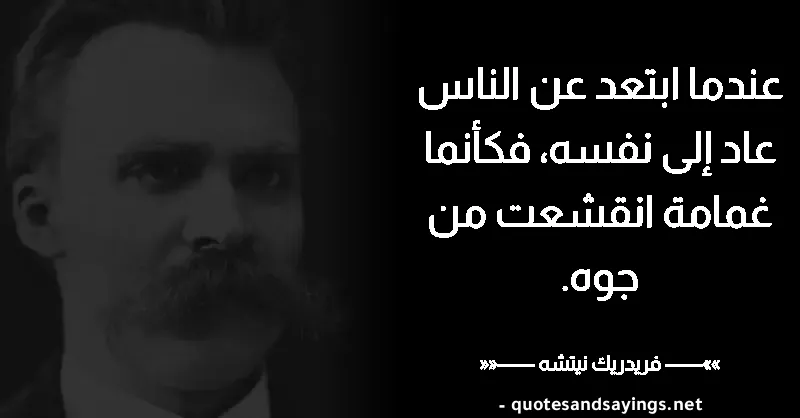 عندما ابتعد عن الناس
عاد إلى نفسه، فكأنما
غمامة انقشعت من
جوه.
»»—— فريدريك نيتشه ——««
- quotesandsayings.net